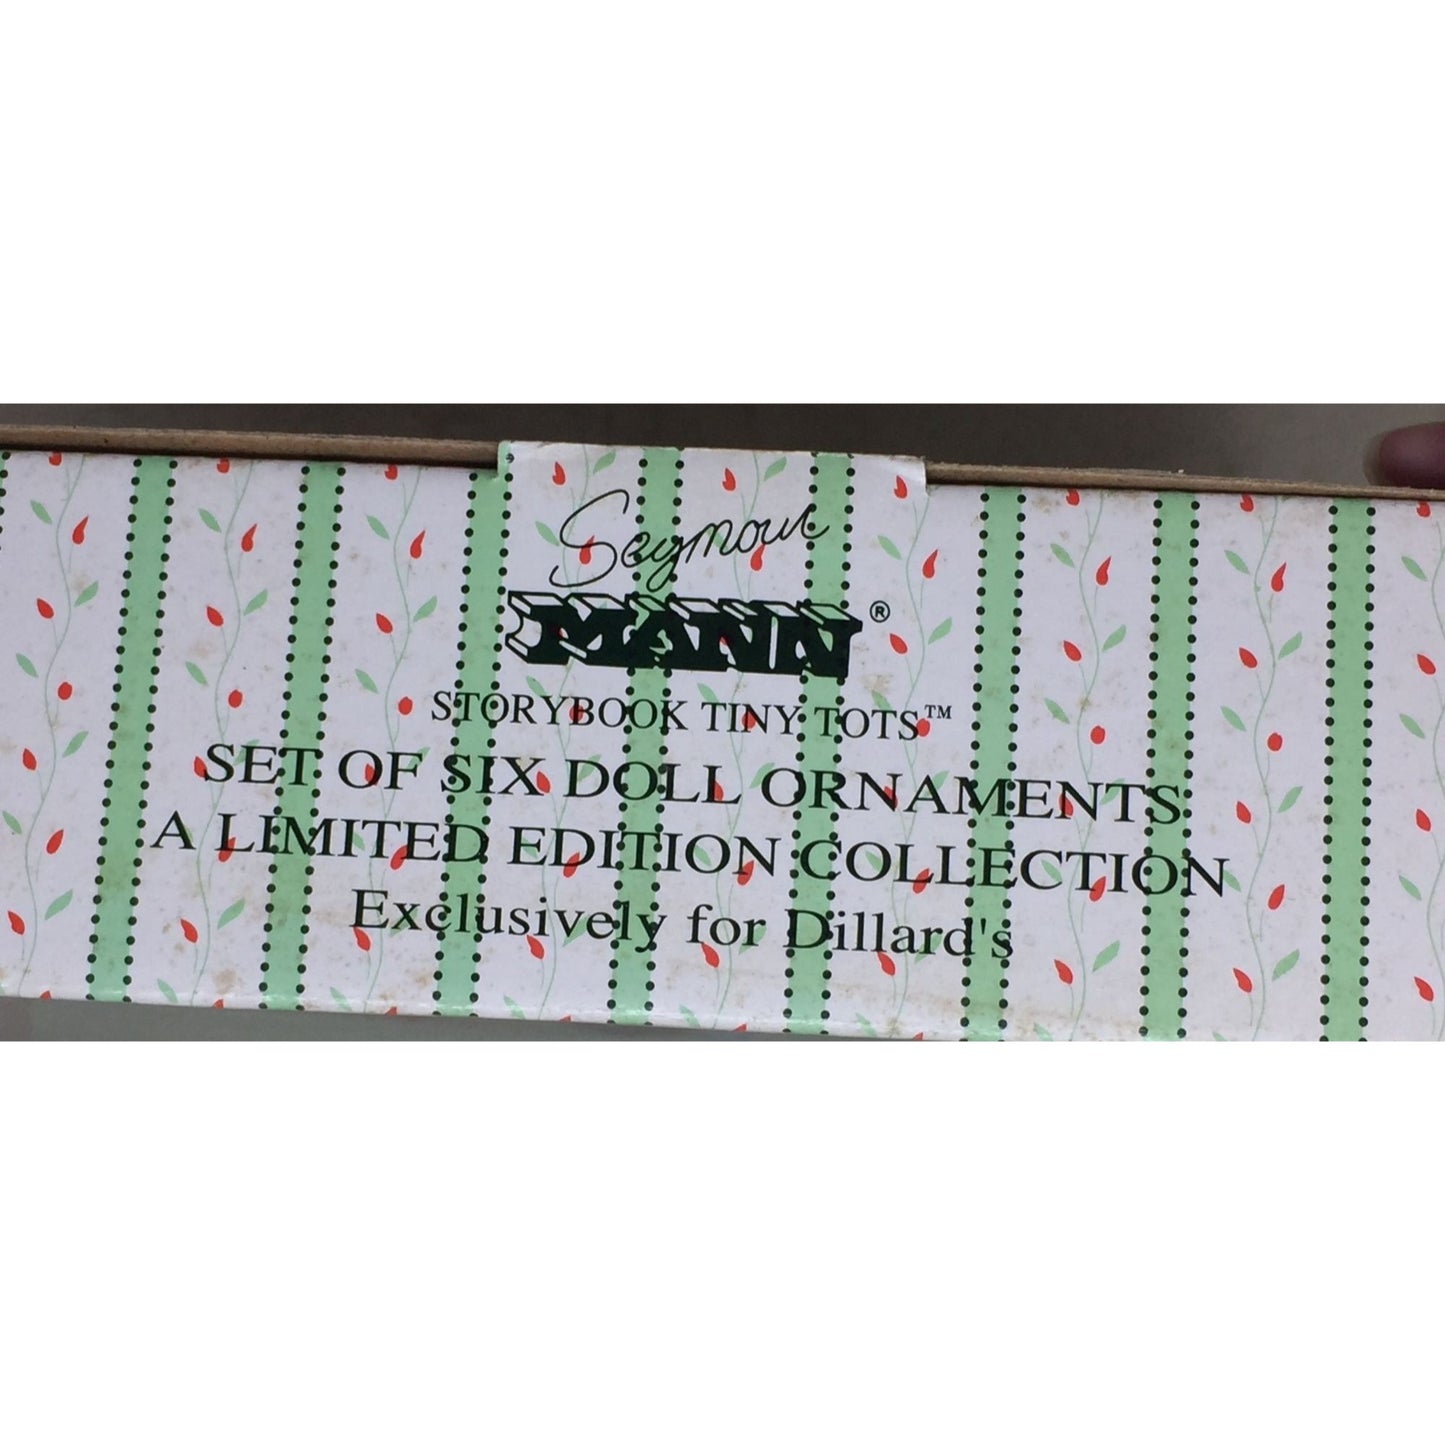 Seymour
MANN®
STORYBOOK TINY TOTS™
SET OF SIX DOLL ORNAMENTS
A LIMITED EDITION COLLECTION
Exclusively for Dillard's